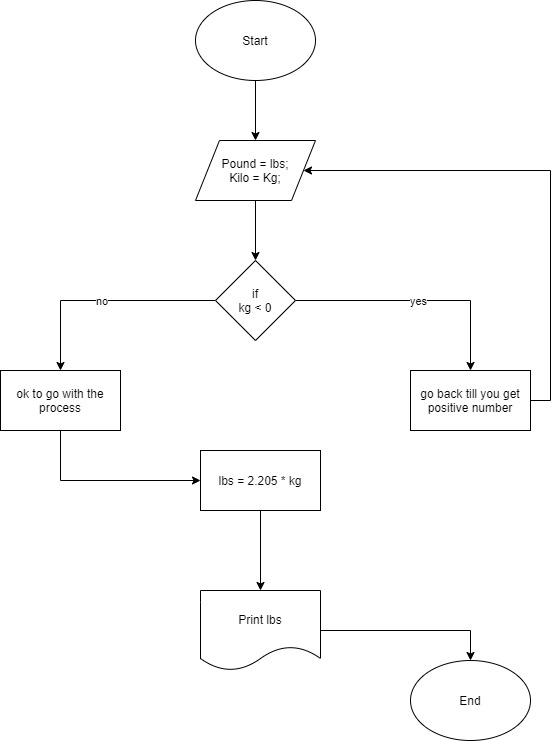 Start
Pound = lbs;
Kilo = Kg;
if
kg < 0
no
yes
ok to go with the
process
go back till you get
positive number
lbs = 2.205 * kg
Print lbs
End